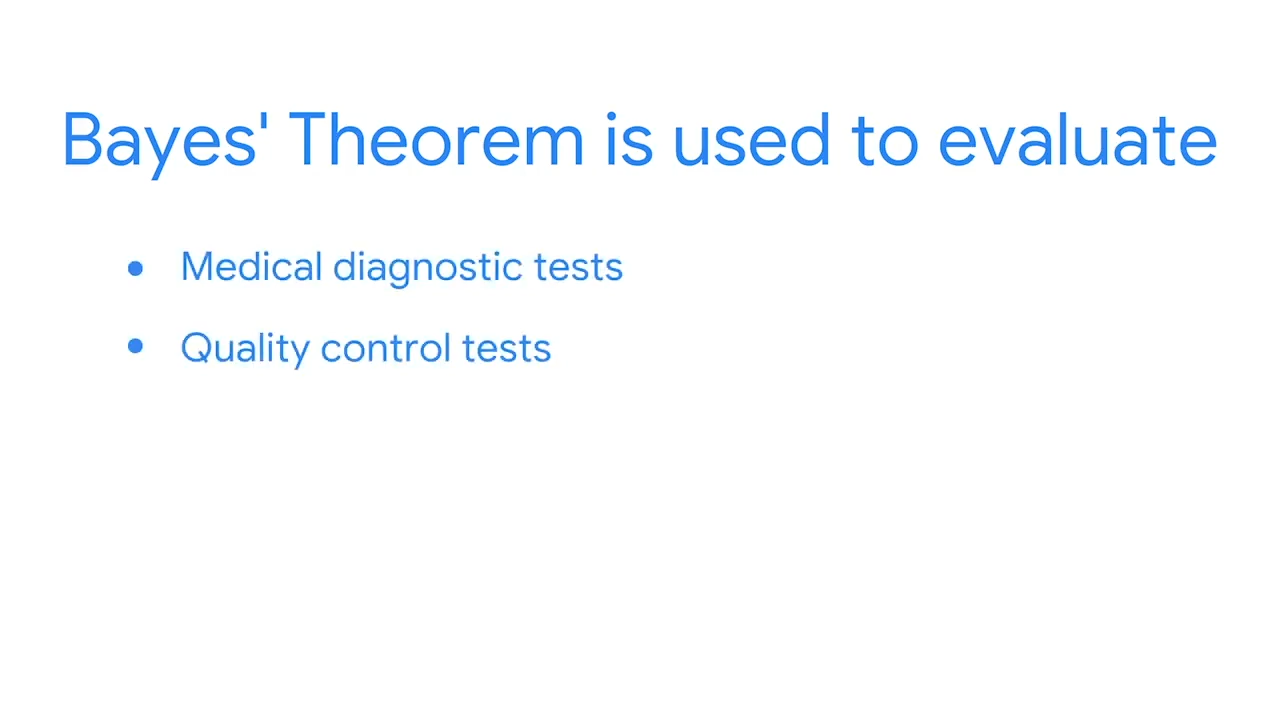 Bayes' Theorem is used to evaluate
• Medical diagnostic tests
• Quality control tests